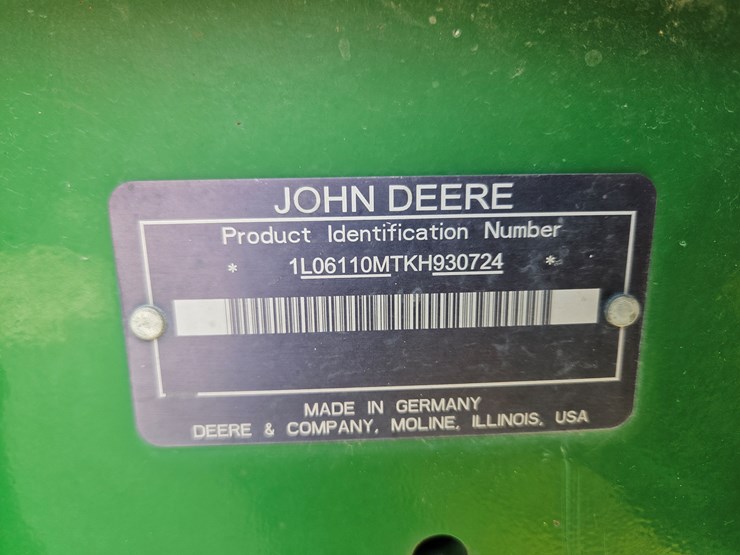 JOHN DEERE
Product Identification Number
* 1L06110MTKH930724 *
MADE IN GERMANY
DEERE & COMPANY, MOLINE, ILLINOIS, USA